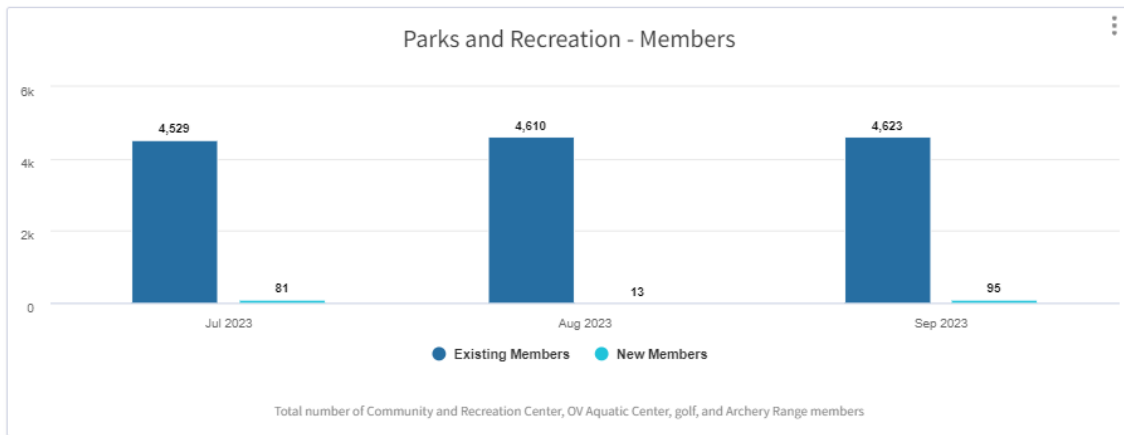 Parks and Recreation - Members
6k
4k
2k
0
4,529
81
4,610
13
4,623
95
Jul 2023
Aug 2023
Sep 2023
Existing Members
New Members
Total number of Community and Recreation Center, OV Aquatic Center, golf, and Archery Range members